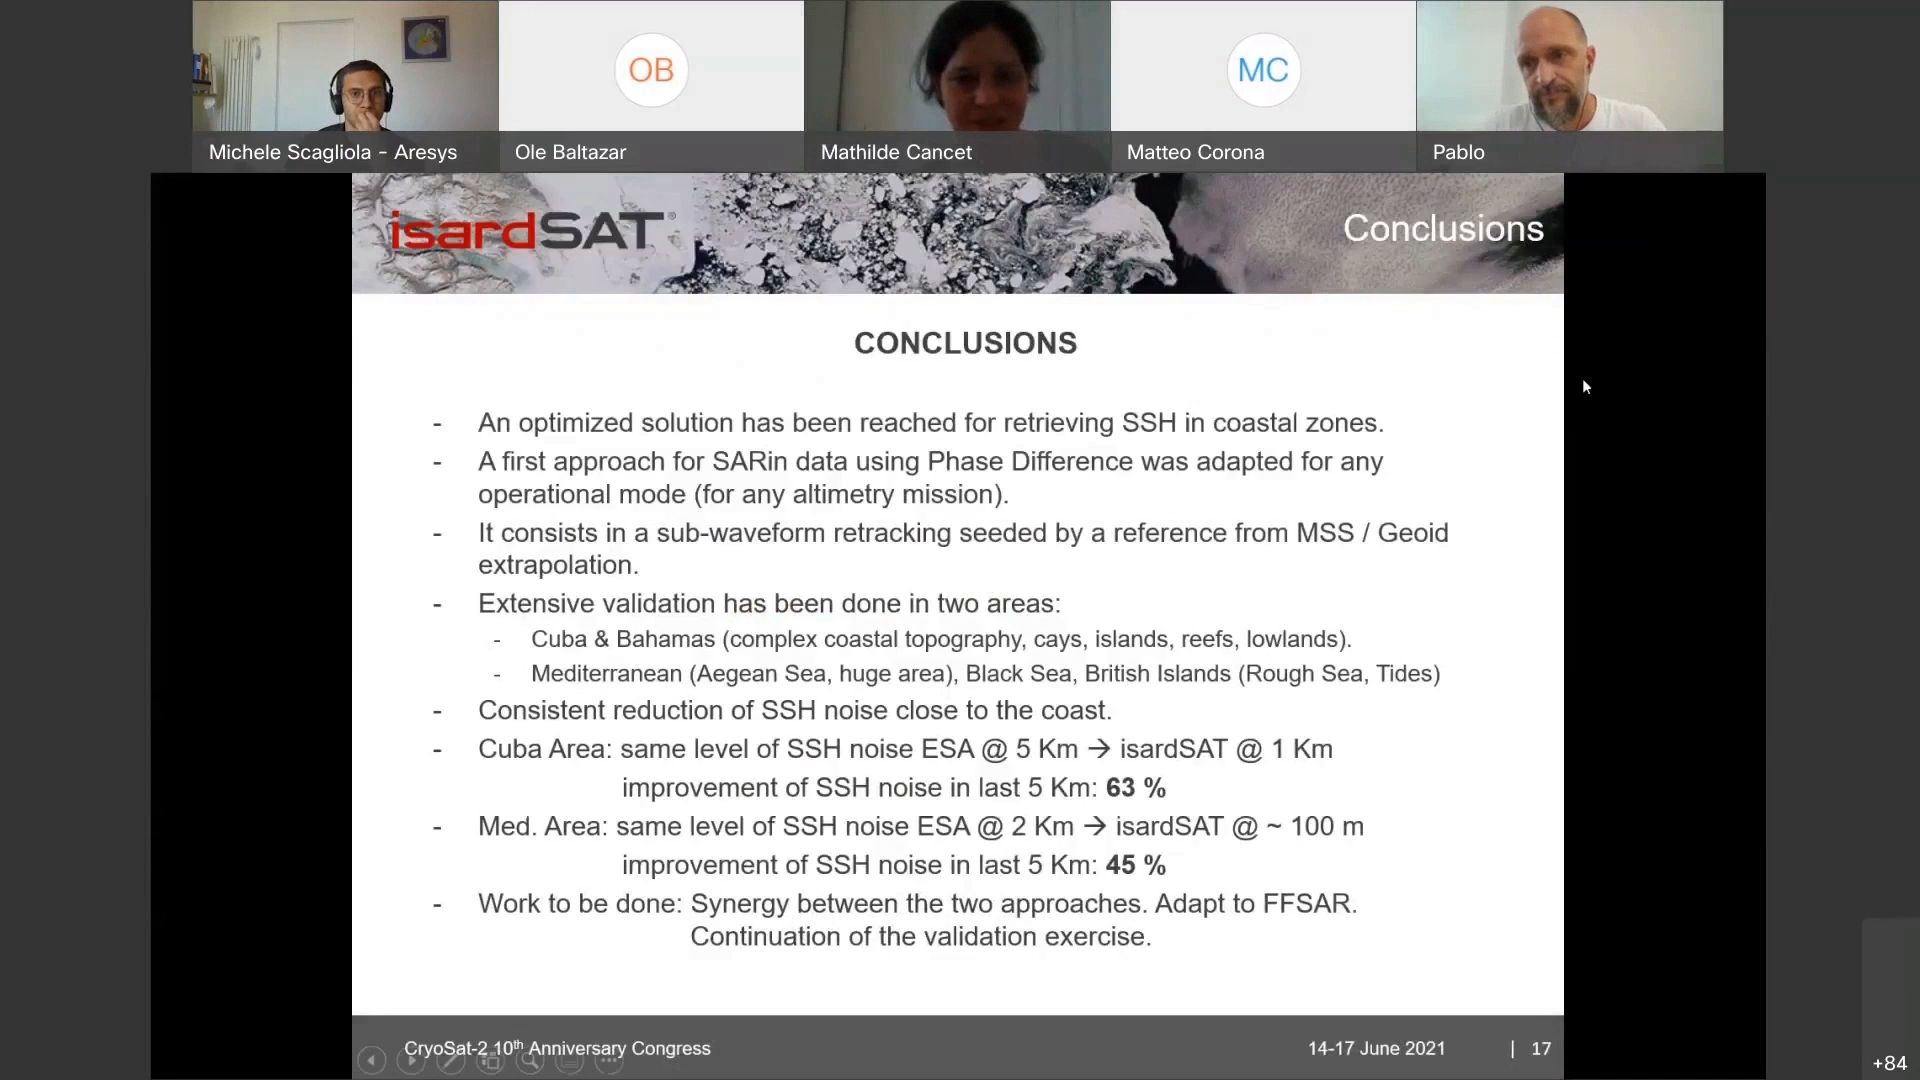 OB
MC
Michele Scagliola - Aresys
Ole Baltazar
Mathilde Cancet
Matteo Corona
Pablo
isardSAT®
Conclusions
CONCLUSIONS
- An optimized solution has been reached for retrieving SSH in coastal zones.
- A first approach for SARin data using Phase Difference was adapted for any
operational mode (for any altimetry mission).
- It consists in a sub-waveform retracking seeded by a reference from MSS / Geoid
extrapolation.
- Extensive validation has been done in two areas:
- Cuba & Bahamas (complex coastal topography, cays, islands, reefs, lowlands).
- Mediterranean (Aegean Sea, huge area), Black Sea, British Islands (Rough Sea, Tides)
- Consistent reduction of SSH noise close to the coast.
- Cuba Area: same level of SSH noise ESA @ 5 Km → isardSAT @ 1 Km
improvement of SSH noise in last 5 Km: 63 %
- Med. Area: same level of SSH noise ESA @ 2 Km → isardSAT @ ~ 100 m
improvement of SSH noise in last 5 Km: 45 %
- Work to be done: Synergy between the two approaches. Adapt to FFSAR.
Continuation of the validation exercise.
CryoSat-2 10th Anniversary Congress
14-17 June 2021
| 17
+84